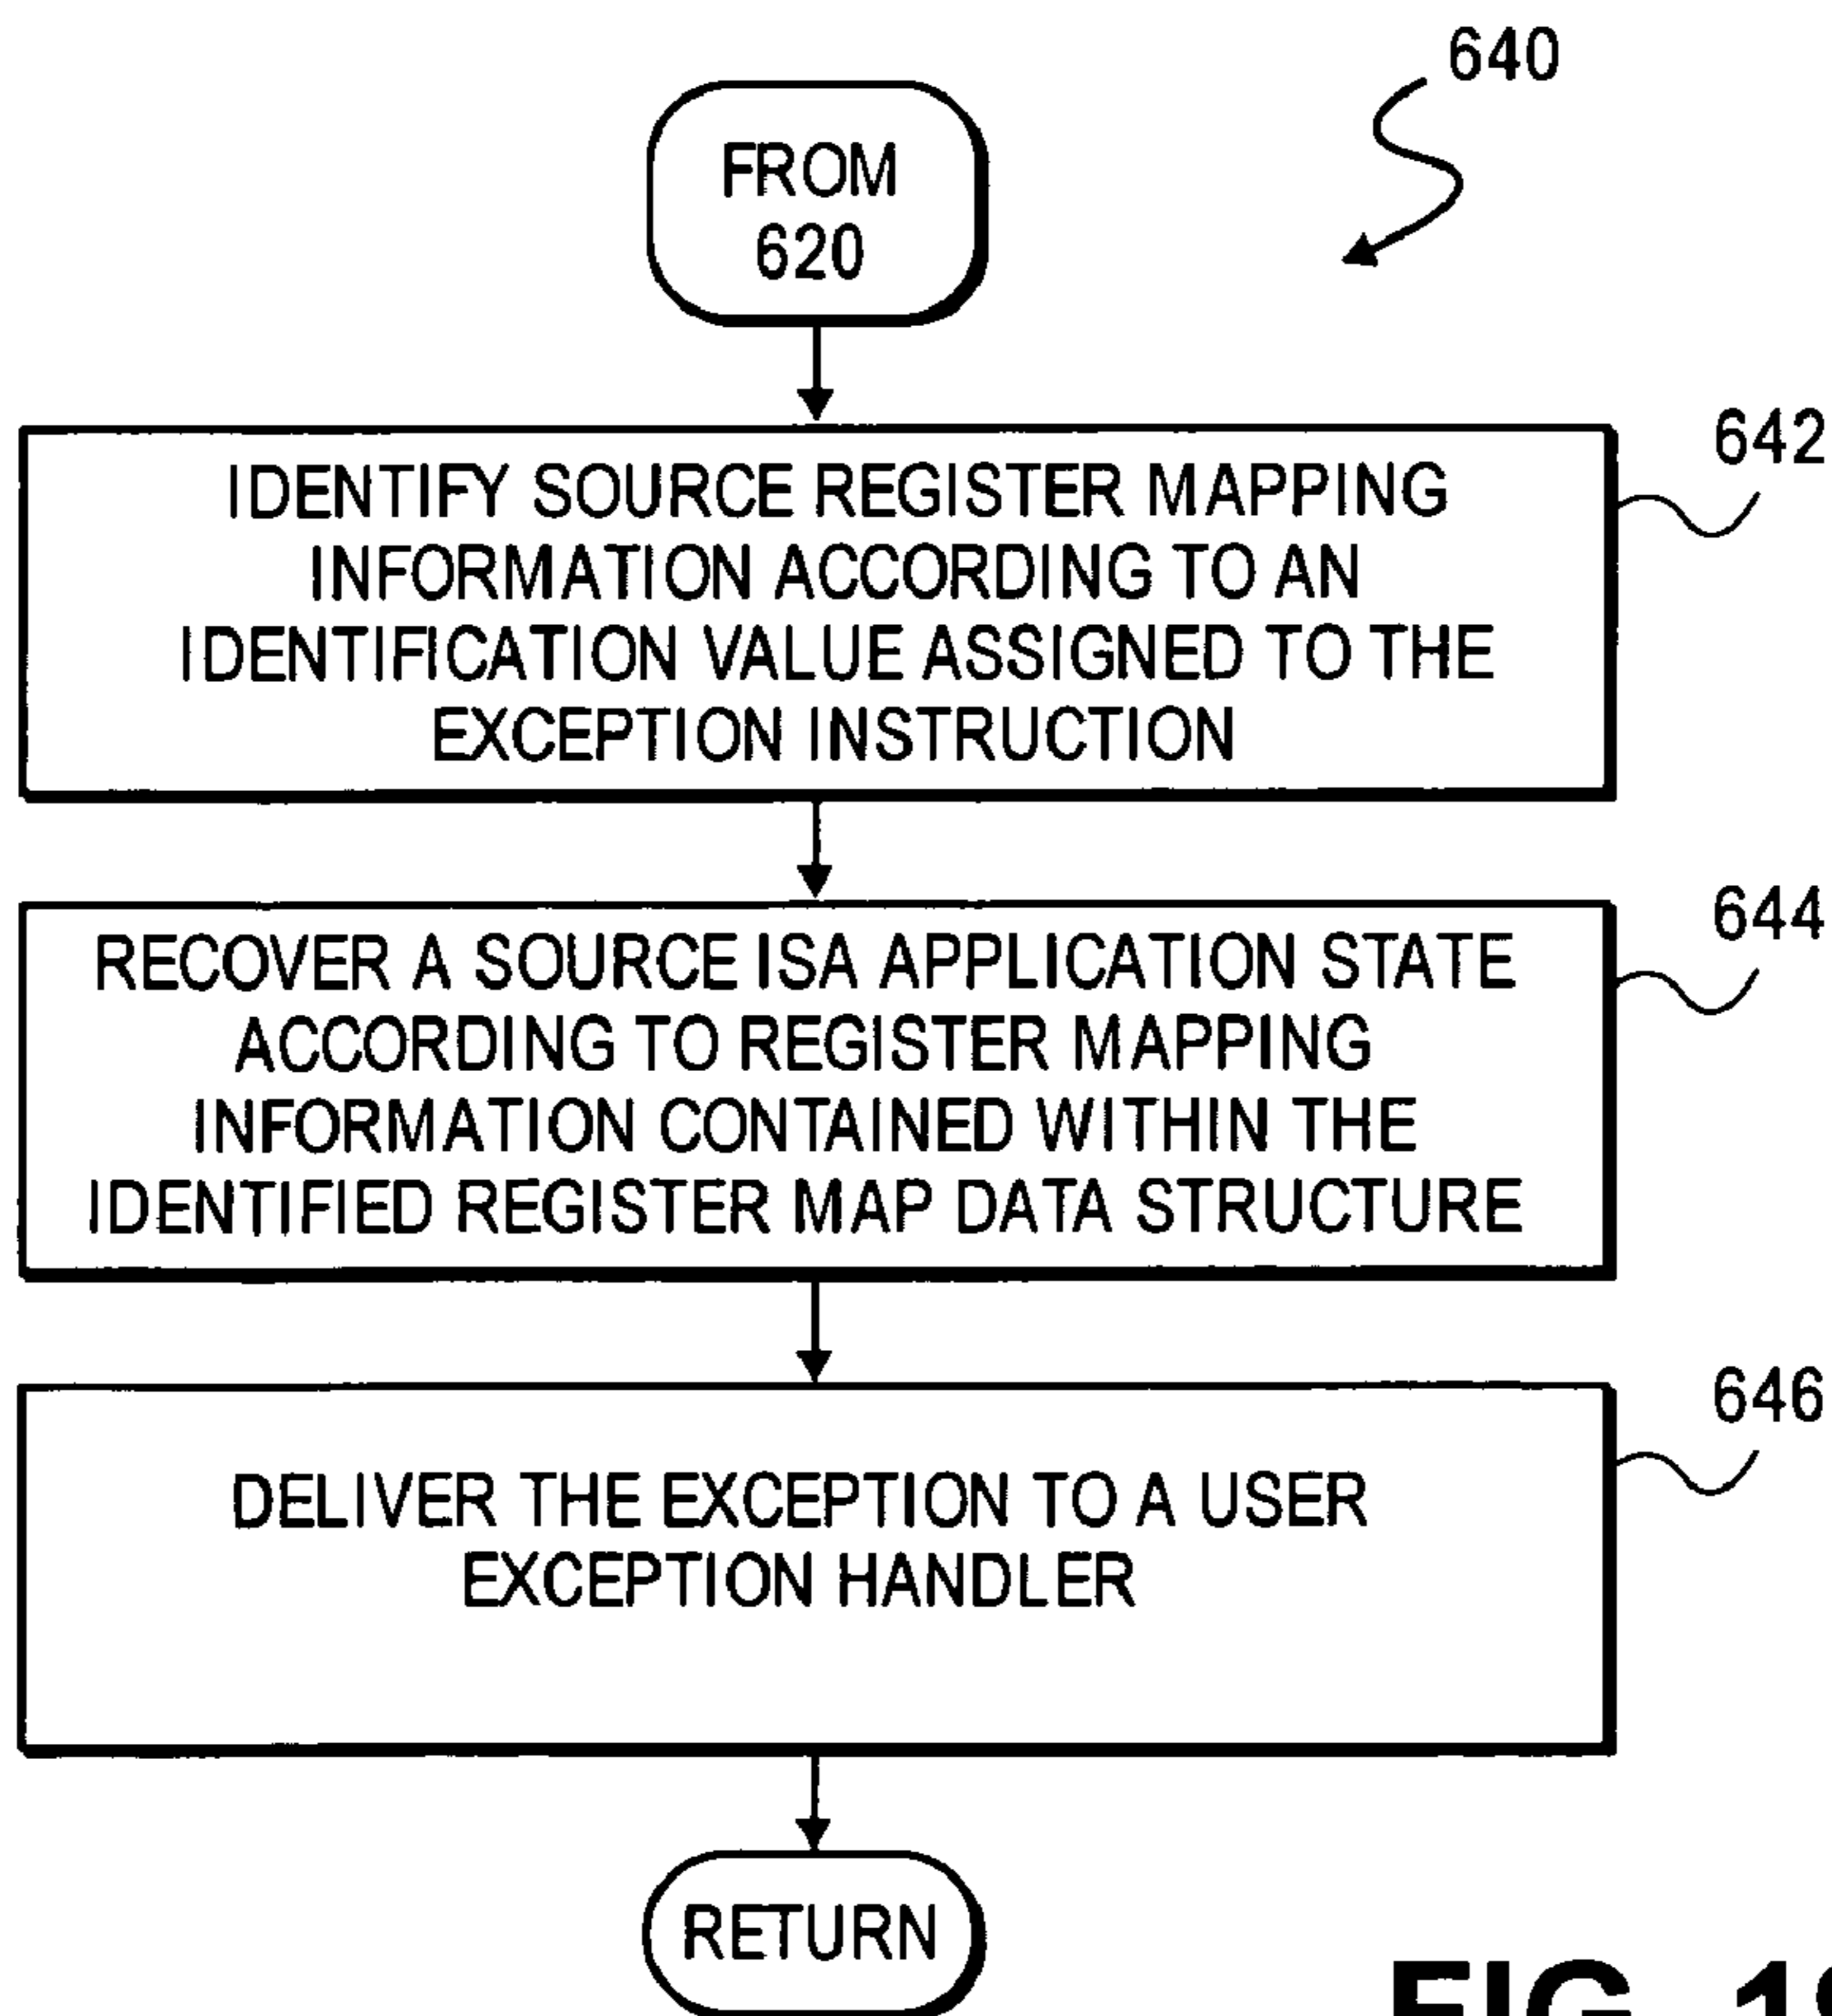 640
FROM
620
642
IDENTIFY SOURCE REGISTER MAPPING
INFORMATION ACCORDING TO AN
IDENTIFICATION VALUE ASSIGNED TO THE
EXCEPTION INSTRUCTION
644
RECOVER A SOURCE ISA APPLICATION STATE
ACCORDING TO REGISTER MAPPING
INFORMATION CONTAINED WITHIN THE
IDENTIFIED REGISTER MAP DATA STRUCTURE
646
DELIVER THE EXCEPTION TO A USER
EXCEPTION HANDLER
RETURN
FIG.